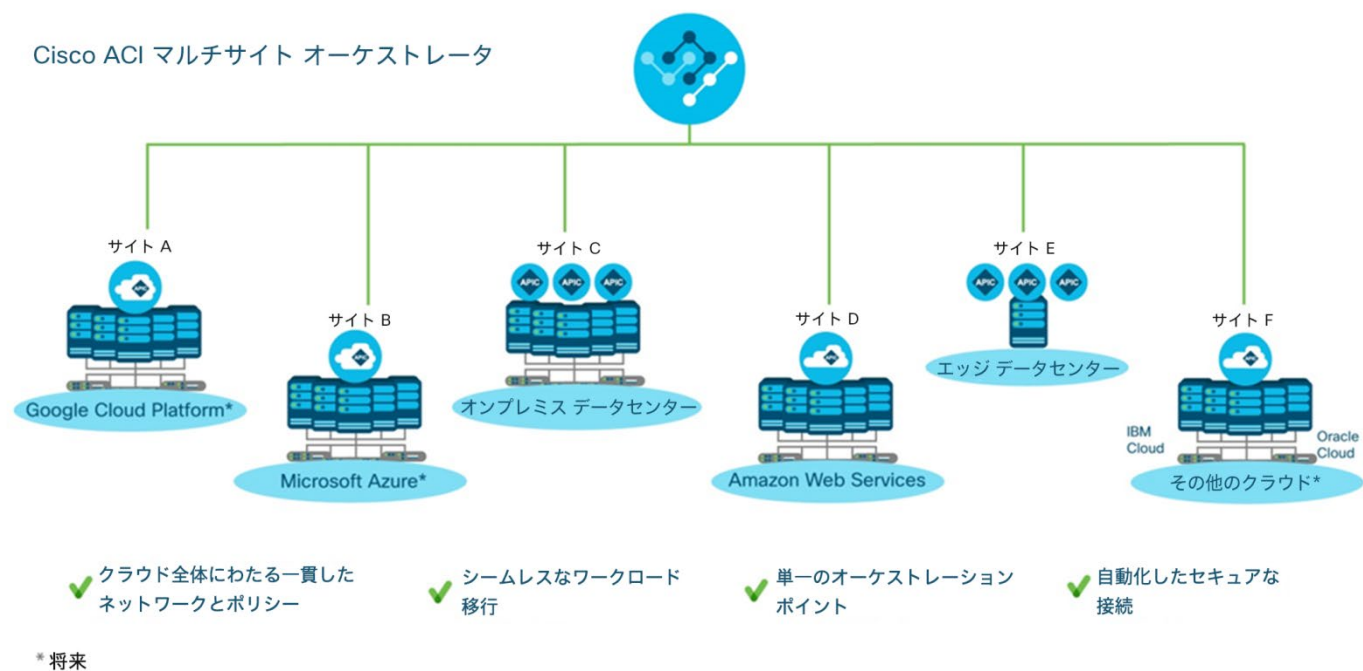 Cisco ACI マルチサイト オーケストレータ
サイト A
APIC
Google Cloud Platform*
サイト B
APIC
Microsoft Azure*
サイト C
APIC APIC APIC
オンプレミス データセンター
サイト D
APIC
Amazon Web Services
サイト E
APIC APIC APIC
エッジ データセンター
サイト F
APIC
IBM
Cloud
Oracle
Cloud
その他のクラウド*
クラウド全体にわたる一貫した
ネットワークとポリシー
シームレスなワークロード
移行
単一のオーケストレーション
ポイント
自動化したセキュアな
接続
* 将来